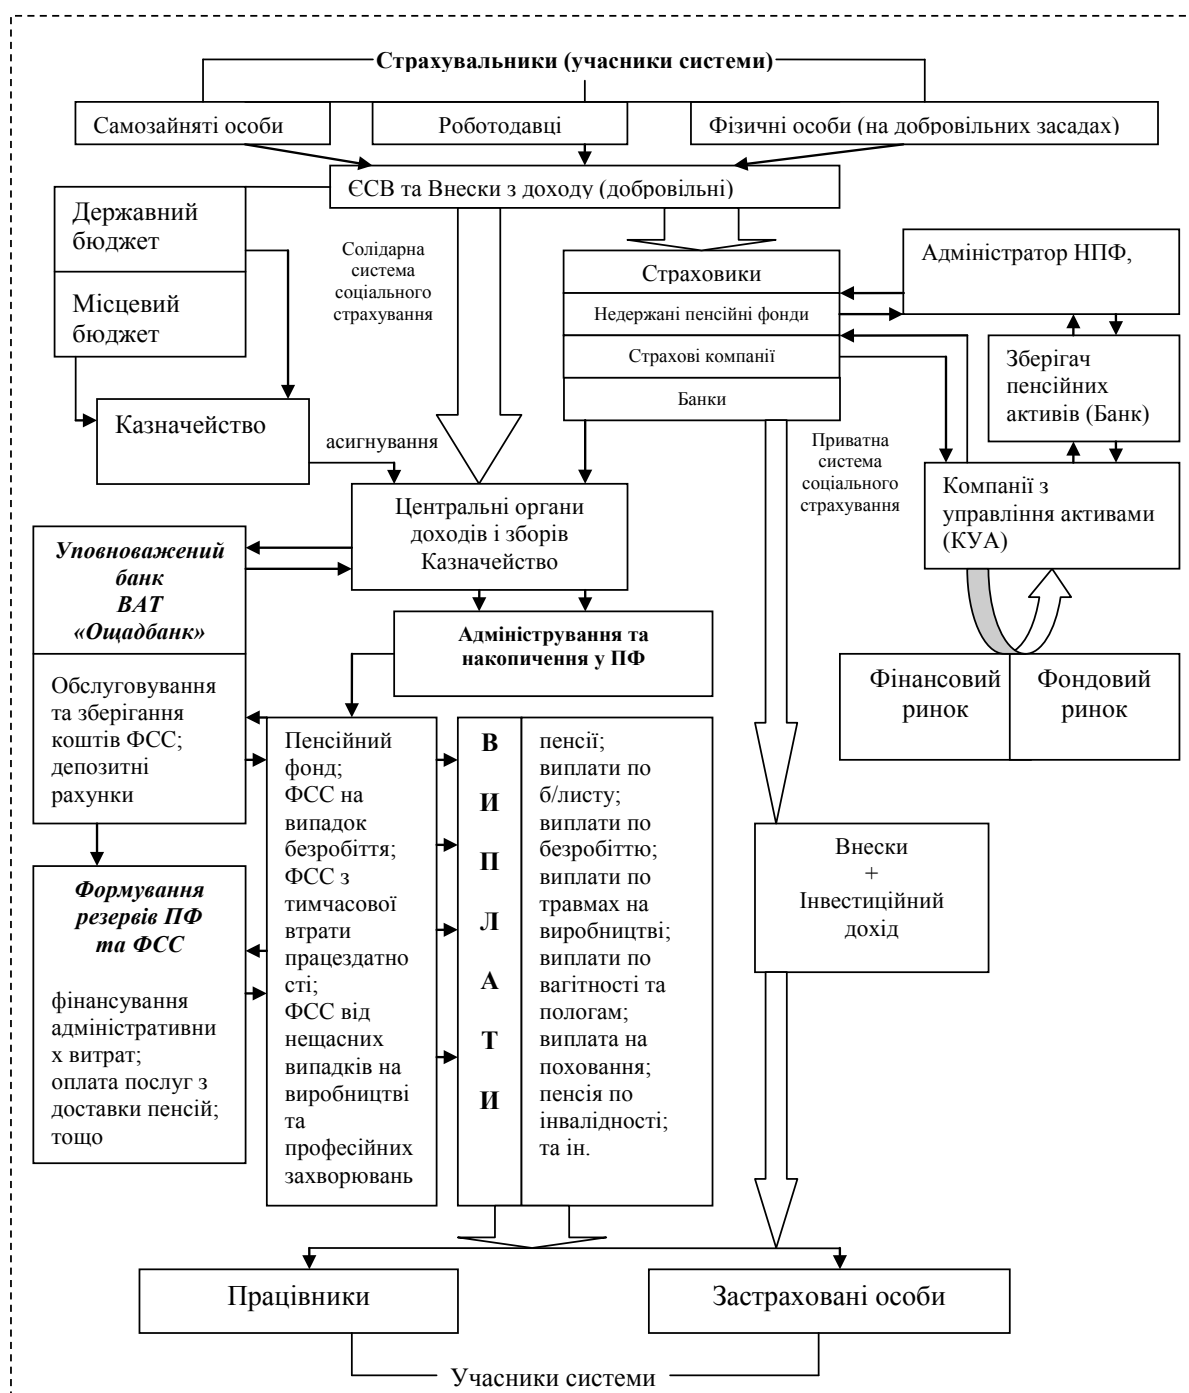 Страхувальники (учасники системи)
Самозайняті особи
Роботодавці
Фізичні особи (на добровільних засадах)
ЄСВ та Внески з доходу (добровільні)
Державний
бюджет
Місцевий
бюджет
Солідарна
система
соціального
страхування
Страховики
Недержані пенсійні фонди
Страхові компанії
Банки
Адміністратор НПФ,
Зберігач
пенсійних
активів (Банк)
Казначейство
асигнування
Приватна
система
соціального
страхування
Компанії з
управління активами
(КУА)
Центральні органи
доходів і зборів
Казначейство
Уповноважений
банк
ВАТ
«Ощадбанк»
Адміністрування та
накопичення у ПФ
Фінансовий
ринок
Фондовий
ринок
Обслуговування
та зберігання
коштів ФСС;
депозитні
рахунки
Пенсійний
фонд;
ФСС на
випадок
безробіття;
ФСС з
тимчасової
втрати
працездатно
сті;
ФСС від
нещасних
випадків на
виробництві
та
професійних
захворювань
В
И
П
Л
А
Т
И
пенсії;
виплати по
б/листу;
виплати по
безробіттю;
виплати по
травмах на
виробництві;
виплати по
вагітності та
пологам;
виплата на
поховання;
пенсія по
інвалідності;
та ін.
Внески
+
Інвестиційний
дохід
Формування
резервів ПФ
та ФСС
фінансування
адміністративни
х витрат;
оплата послуг з
доставки пенсій;
тощо
Працівники
Застраховані особи
Учасники системи